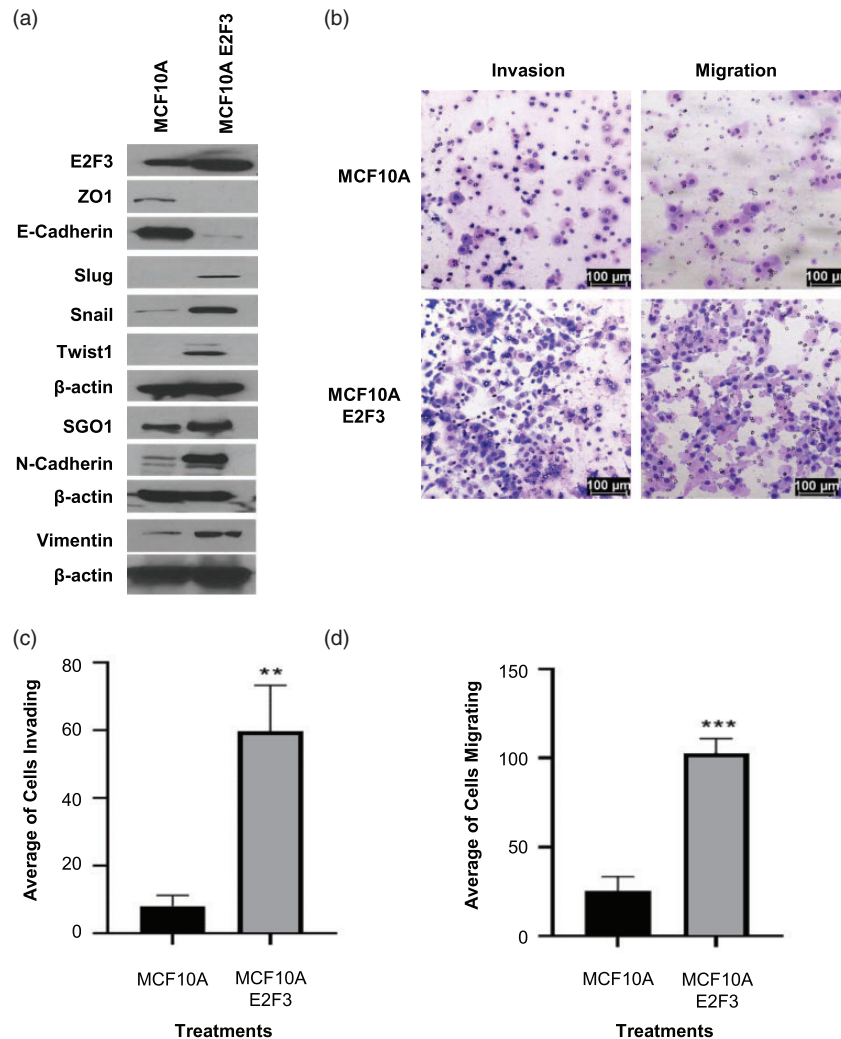 (a)
MCF10A
MCF10A E2F3
E2F3
ZO1
E-Cadherin
Slug
Snail
Twist1
β-actin
SGO1
N-Cadherin
β-actin
Vimentin
β-actin
(b)
Invasion
Migration
MCF10A
100 µm
100 µm
MCF10A
E2F3
100 µm
100 µm
(c)
Average of Cells Invading
80
60
40
20
0
**
MCF10A
MCF10A
E2F3
Treatments
(d)
Average of Cells Migrating
150
100
50
0
***
MCF10A
MCF10A
E2F3
Treatments